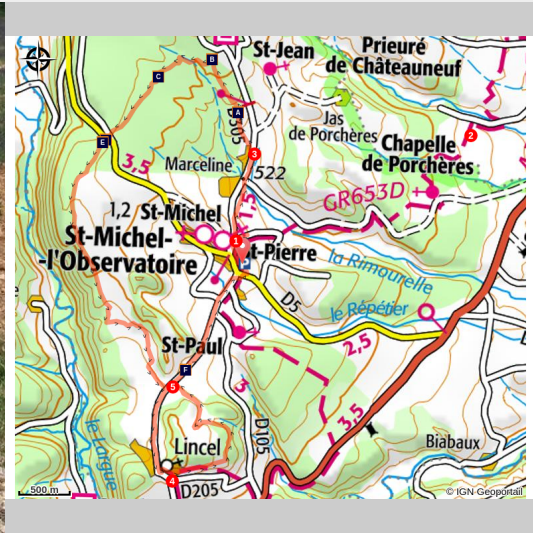 St-Jean
Prieuré
de Châteauneuf
B
C
A
D505
Jas
de Porchères
2
E
3
Chapelle
de Porchères
3,5
Marceline
522
GR653D
1,5
1,2
St-Michel
St-Michel-
-l'Observatoire
1
t-Pierre
la Rimourelle
D5
le Répétier
2,5
St-Paul
F
5
3
3,5
D105
Lincel
Biabaux
le Largue
4
D205
500 m
© IGN Geoportail